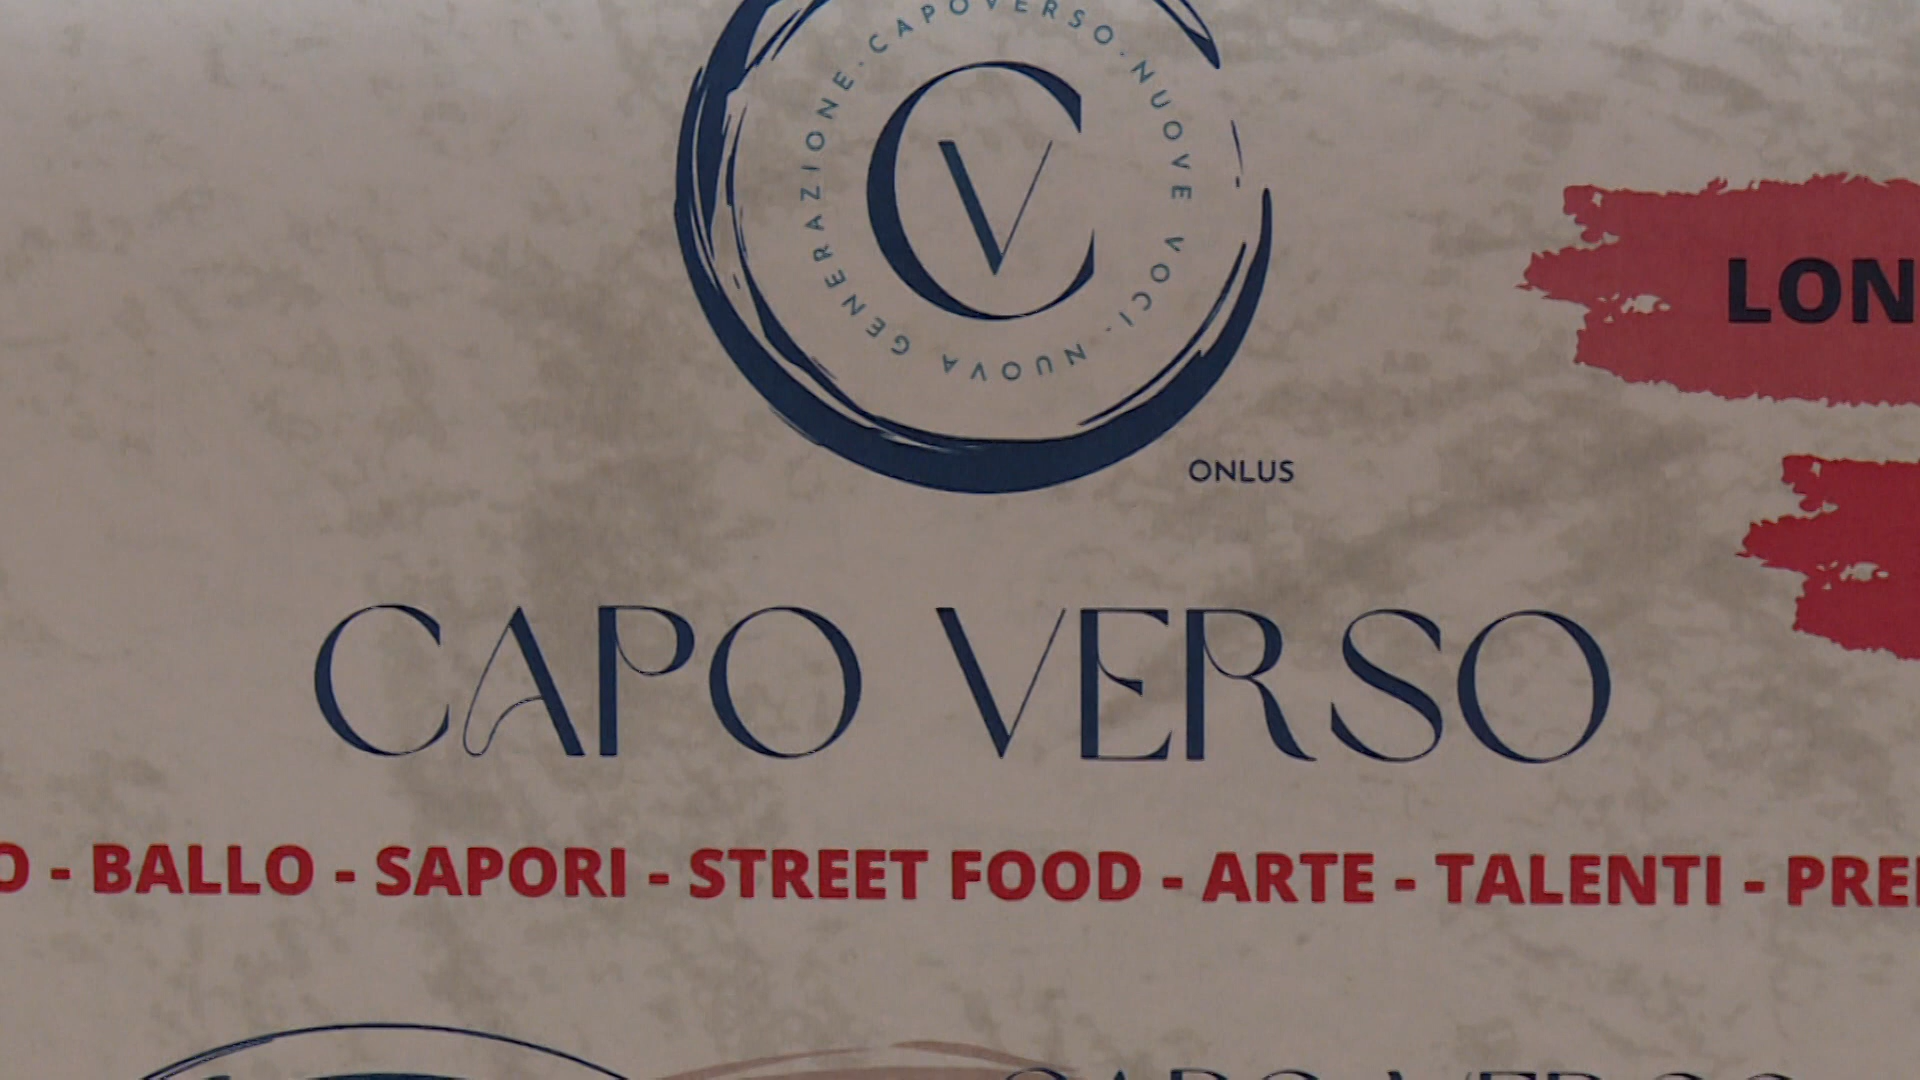 CAPOVERSO · NUOVE VOCI · NUOVA GENERAZIONE ·
CV
LON
ONLUS
CAPO VERSO
O - BALLO - SAPORI - STREET FOOD - ARTE - TALENTI - PRE